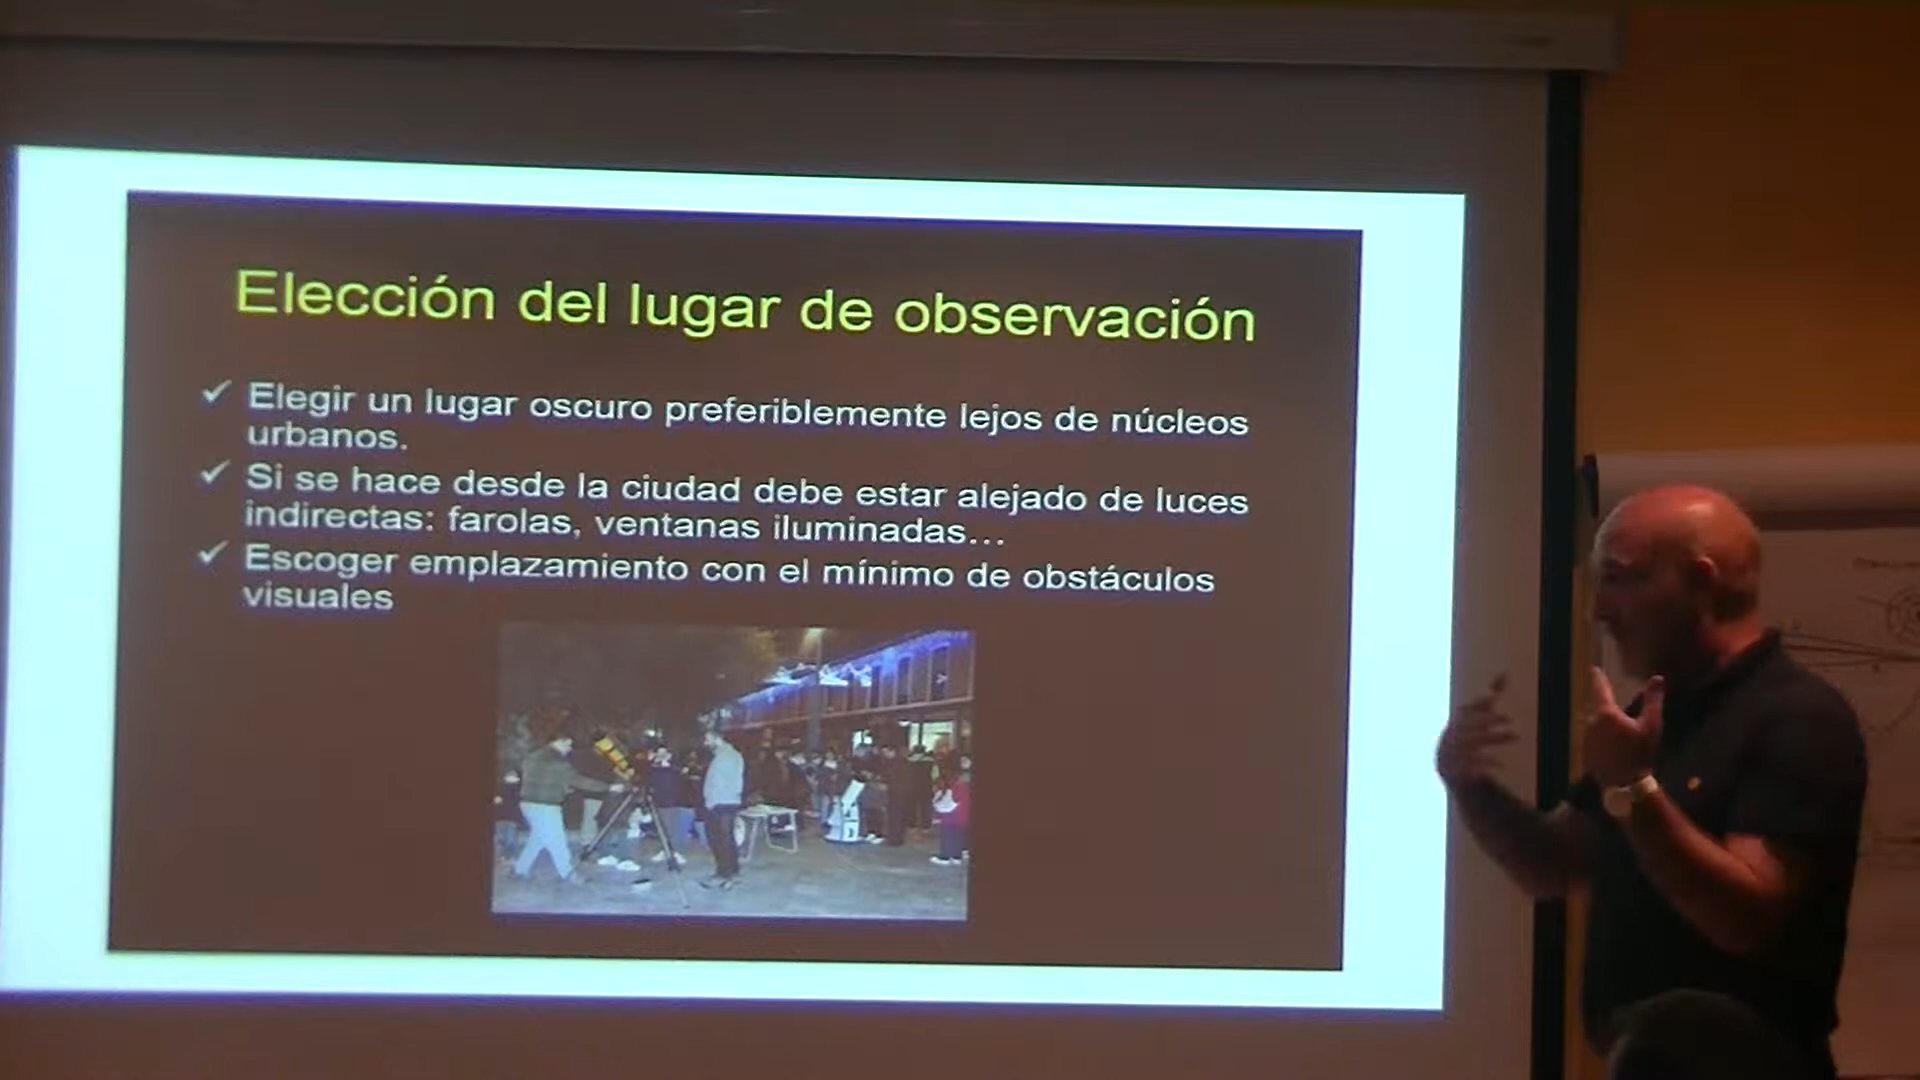 Elección del lugar de observación
✓ Elegir un lugar oscuro preferiblemente lejos de núcleos
urbanos.
✓ Si se hace desde la ciudad debe estar alejado de luces
indirectas: farolas, ventanas iluminadas...
✓ Escoger emplazamiento con el mínimo de obstáculos
visuales